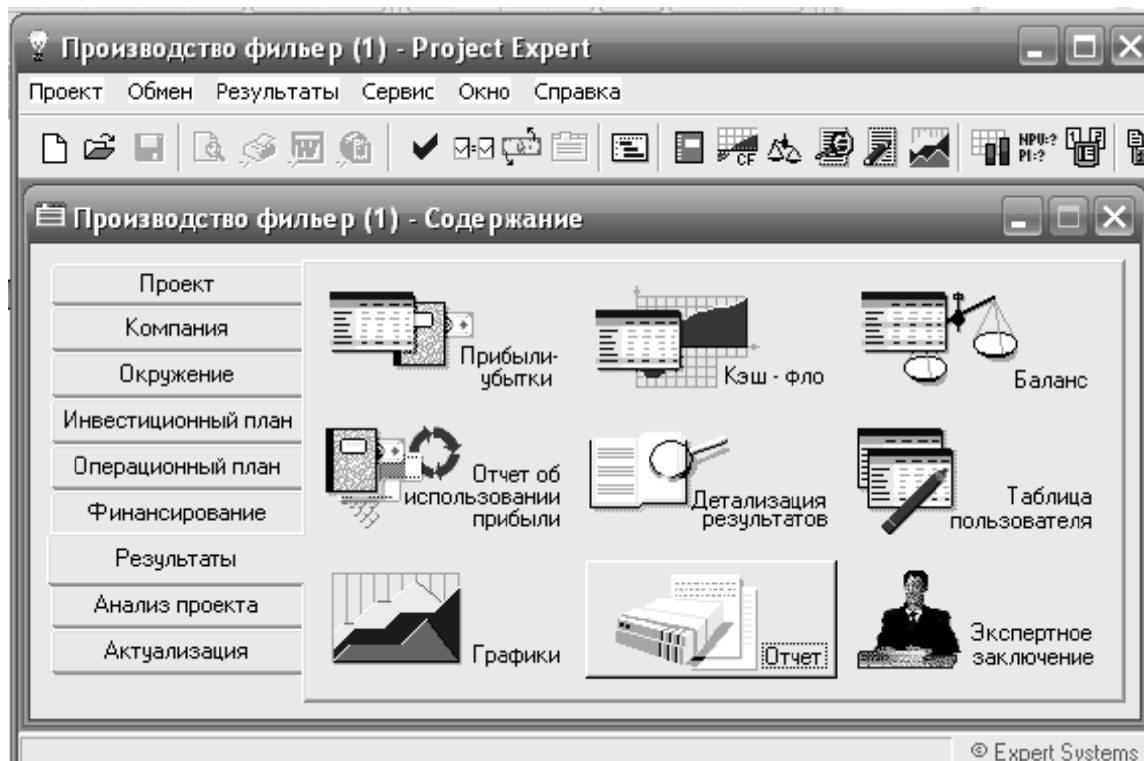 Производство фильер (1) - Project Expert
Проект Обмен Результаты Сервис Окно Справка
W
CF
NPV:?
PI:?
1 2
Производство фильер (1) - Содержание
Проект
Компания
Окружение
Инвестиционный план
Операционный план
Финансирование
Результаты
Анализ проекта
Актуализация
Прибыли-
убытки
Кэш - фло
Баланс
Отчет об
использовании
прибыли
Детализация
результатов
Таблица
пользователя
Графики
Отчет
Экспертное
заключение
© Expert Systems